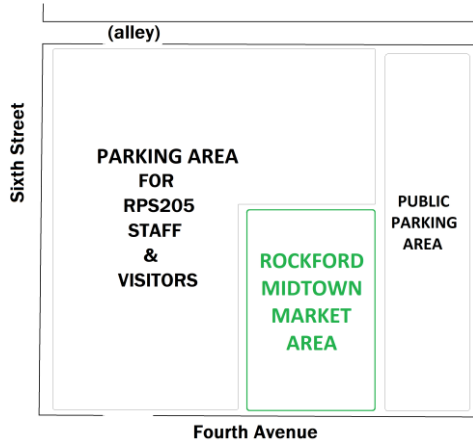 (alley)
Sixth Street
PARKING AREA
FOR
RPS205
STAFF
&
VISITORS
PUBLIC
PARKING
AREA
ROCKFORD
MIDTOWN
MARKET
AREA
Fourth Avenue